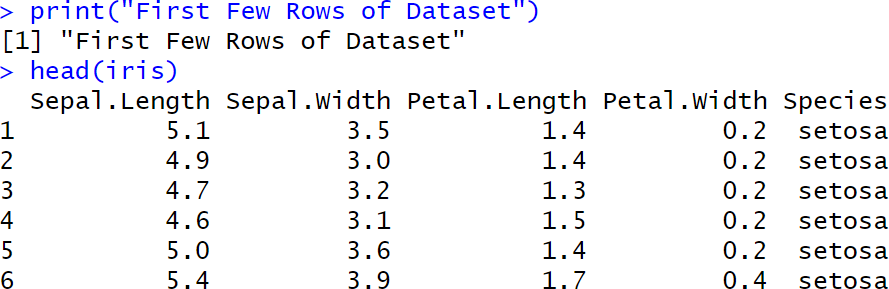 > print("First Few Rows of Dataset")
[1] "First Few Rows of Dataset"
> head(iris)
  Sepal.Length Sepal.Width Petal.Length Petal.Width Species
1          5.1         3.5          1.4         0.2  setosa
2          4.9         3.0          1.4         0.2  setosa
3          4.7         3.2          1.3         0.2  setosa
4          4.6         3.1          1.5         0.2  setosa
5          5.0         3.6          1.4         0.2  setosa
6          5.4         3.9          1.7         0.4  setosa